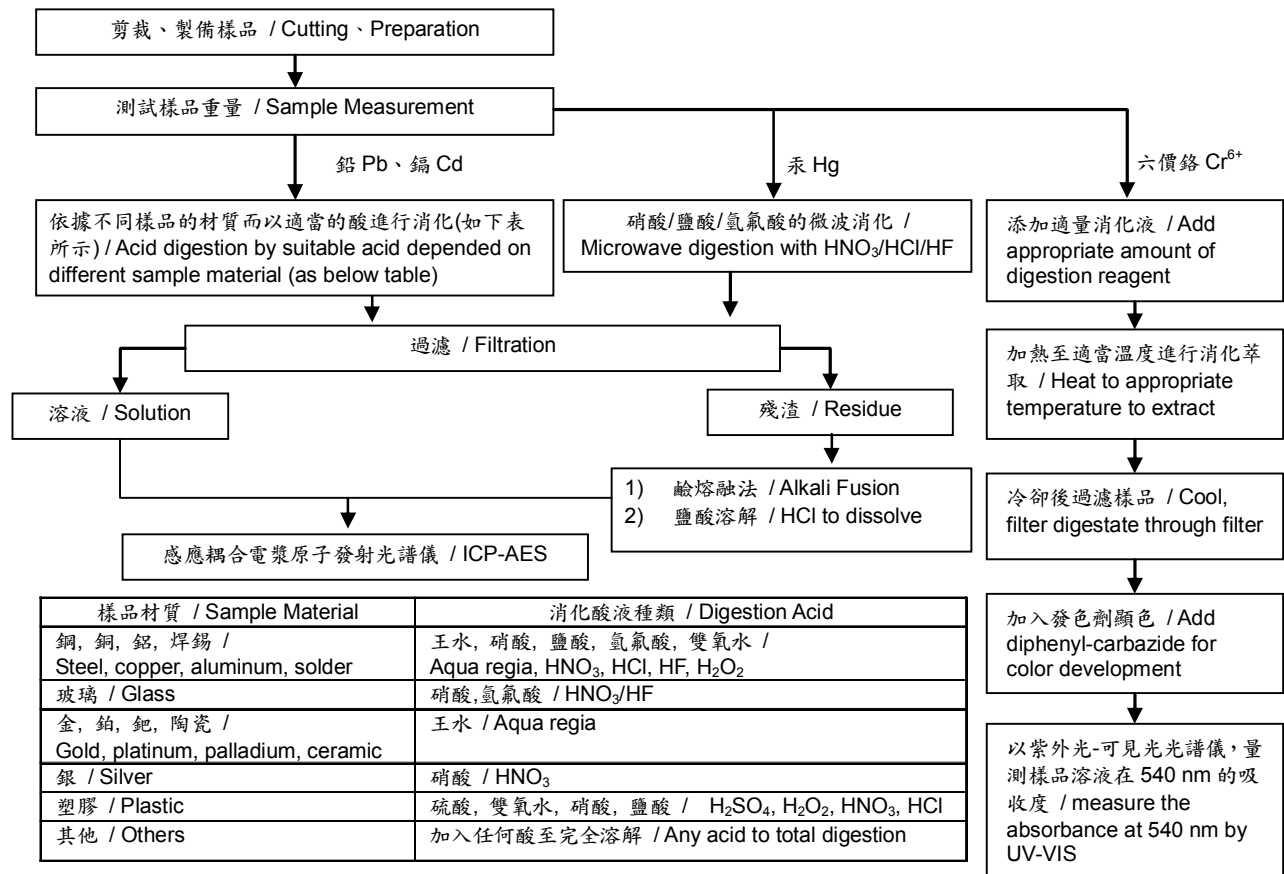 剪裁、製備樣品 / Cutting、Preparation
測試樣品重量 / Sample Measurement
鉛 Pb、鎘 Cd
汞 Hg
六價鉻 Cr⁶⁺
依據不同樣品的材質而以適當的酸進行消化(如下表
所示) / Acid digestion by suitable acid depended on
different sample material (as below table)
硝酸/鹽酸/氫氟酸的微波消化 /
Microwave digestion with HNO₃/HCl/HF
添加適量消化液 / Add
appropriate amount of
digestion reagent
過濾 / Filtration
加熱至適當溫度進行消化萃
取 / Heat to appropriate
temperature to extract
溶液 / Solution
殘渣 / Residue
1) 鹼熔融法 / Alkali Fusion
2) 鹽酸溶解 / HCl to dissolve
冷卻後過濾樣品 / Cool,
filter digestate through filter
感應耦合電漿原子發射光譜儀 / ICP-AES
加入發色劑顯色 / Add
diphenyl-carbazide for
color development
以紫外光-可見光光譜儀，量
測樣品溶液在 540 nm 的吸
收度 / measure the
absorbance at 540 nm by
UV-VIS
樣品材質 / Sample Material
消化酸液種類 / Digestion Acid
鋼, 銅, 鋁, 焊錫 /
Steel, copper, aluminum, solder
王水, 硝酸, 鹽酸, 氫氟酸, 雙氧水 /
Aqua regia, HNO₃, HCl, HF, H₂O₂
玻璃 / Glass
硝酸,氫氟酸 / HNO₃/HF
金, 鉑, 鈀, 陶瓷 /
Gold, platinum, palladium, ceramic
王水 / Aqua regia
銀 / Silver
硝酸 / HNO₃
塑膠 / Plastic
硫酸, 雙氧水, 硝酸, 鹽酸 / H₂SO₄, H₂O₂, HNO₃, HCl
其他 / Others
加入任何酸至完全溶解 / Any acid to total digestion